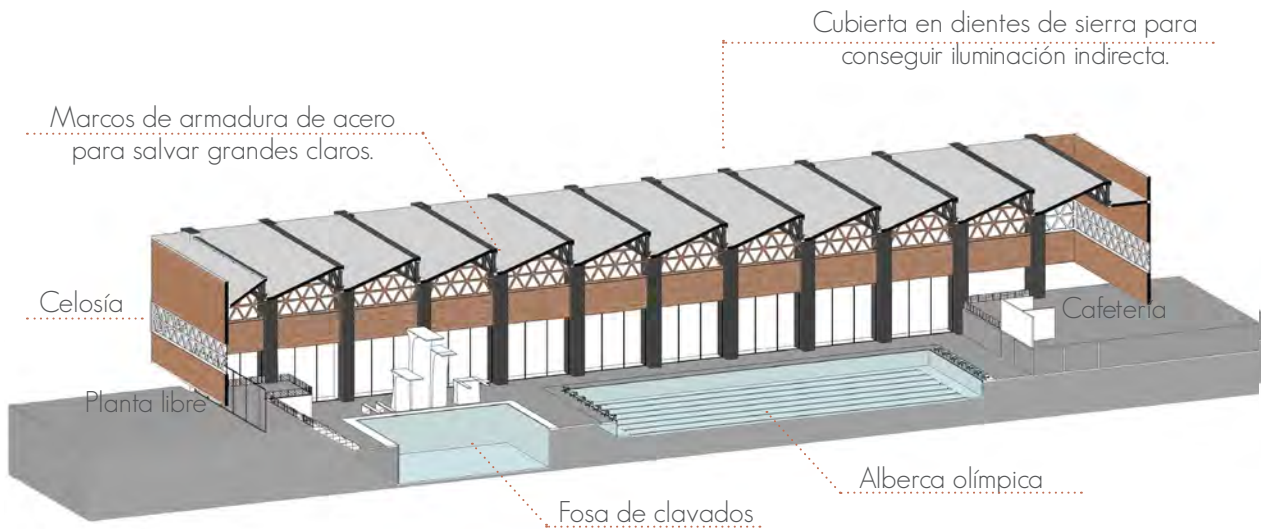 Cubierta en dientes de sierra para
conseguir iluminación indirecta.
Marcos de armadura de acero
para salvar grandes claros.
Celosía
Cafetería
Planta libre
Alberca olímpica
Fosa de clavados